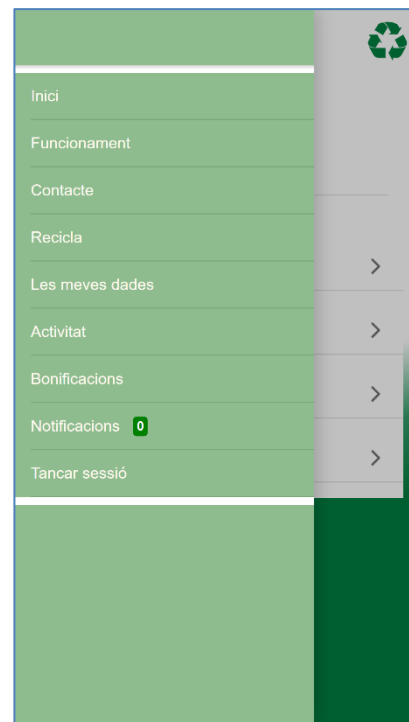 Inici
Funcionament
Contacte
Recicla
Les meves dades
Activitat
Bonificacions
Notificacions 0
Tancar sessió